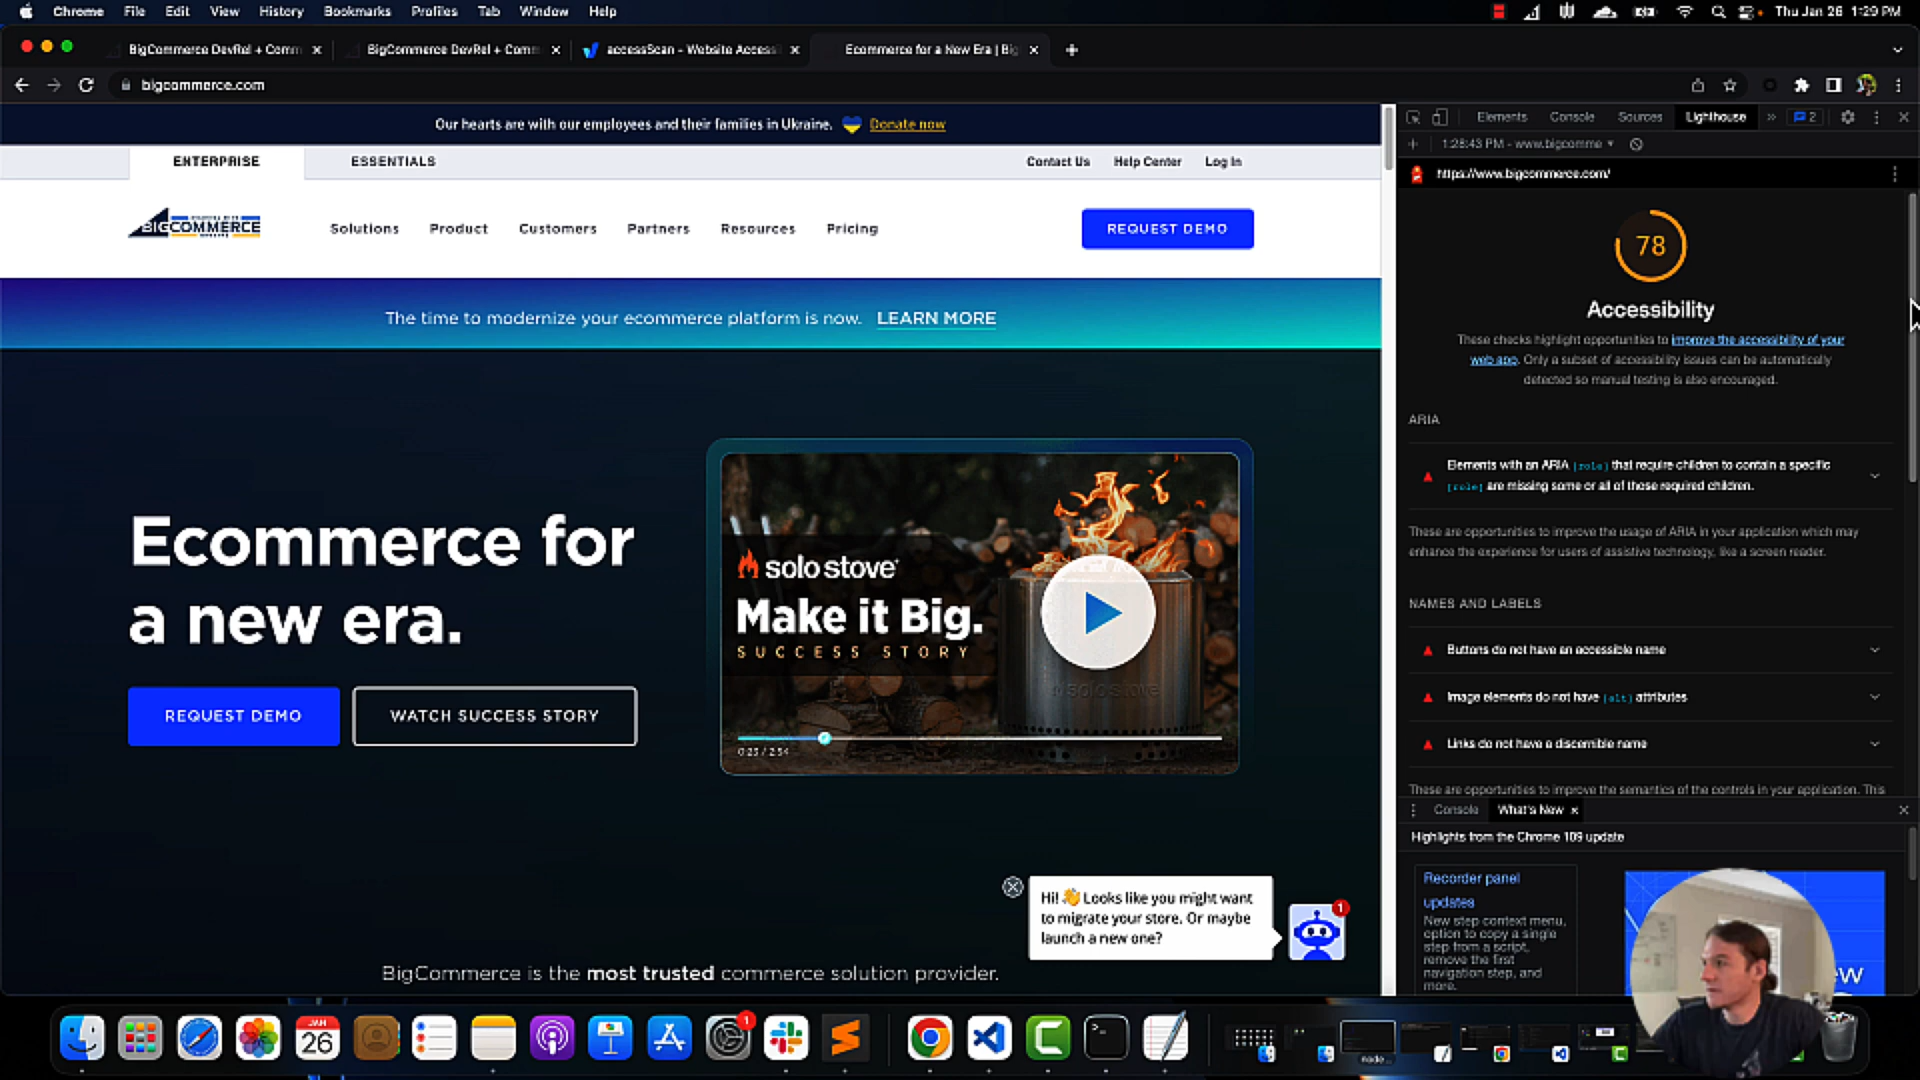 Chrome File Edit View History Bookmarks Profiles Tab Window Help
Thu Jan 26 1:29 PM
BigCommerce DevRel + Comm
BigCommerce DevRel + Comm
accessScan - Website Access
Ecommerce for a New Era | Big
bigcommerce.com
Our hearts are with our employees and their families in Ukraine. Donate now
ENTERPRISE ESSENTIALS
Contact Us Help Center Log In
BIGCOMMERCE
Solutions Product Customers Partners Resources Pricing
REQUEST DEMO
The time to modernize your ecommerce platform is now. LEARN MORE
Ecommerce for
a new era.
REQUEST DEMO
WATCH SUCCESS STORY
solo stove
Make it Big.
SUCCESS STORY
solo stove
0:23 / 2:54
Hi! 👋 Looks like you might want
to migrate your store. Or maybe
launch a new one?
1
BigCommerce is the most trusted commerce solution provider.
Elements Console Sources Lighthouse 2
1:28:43 PM - www.bigcomme
https://www.bigcommerce.com/
78
Accessibility
These checks highlight opportunities to improve the accessibility of your
web app. Only a subset of accessibility issues can be automatically
detected so manual testing is also encouraged.
ARIA
Elements with an ARIA [role] that require children to contain a specific
[role] are missing some or all of those required children.
These are opportunities to improve the usage of ARIA in your application which may
enhance the experience for users of assistive technology, like a screen reader.
NAMES AND LABELS
Buttons do not have an accessible name
Image elements do not have [alt] attributes
Links do not have a discernible name
These are opportunities to improve the semantics of the controls in your application. This
Console What's New
Highlights from the Chrome 109 update
Recorder panel
updates
New step context menu,
option to copy a single
step from a script,
remove the first
navigation step, and
more.
ew
JAN
26
1
node...